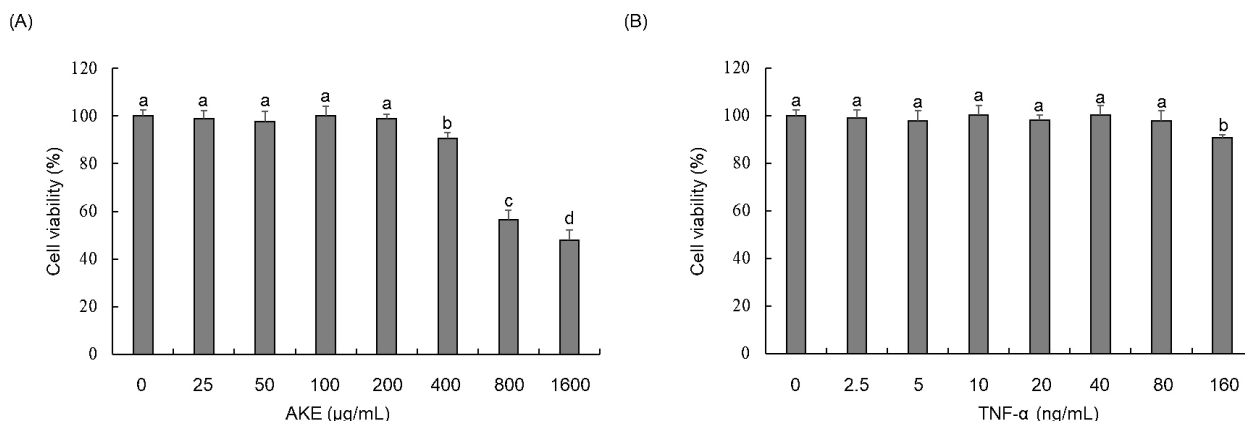 (A)
(B)
120
100
80
60
40
20
0
Cell viability (%)
a
a
a
a
a
b
c
d
0 25 50 100 200 400 800 1600
AKE (μg/mL)
120
100
80
60
40
20
0
Cell viability (%)
a
a
a
a
a
a
a
b
0 2.5 5 10 20 40 80 160
TNF-α (ng/mL)